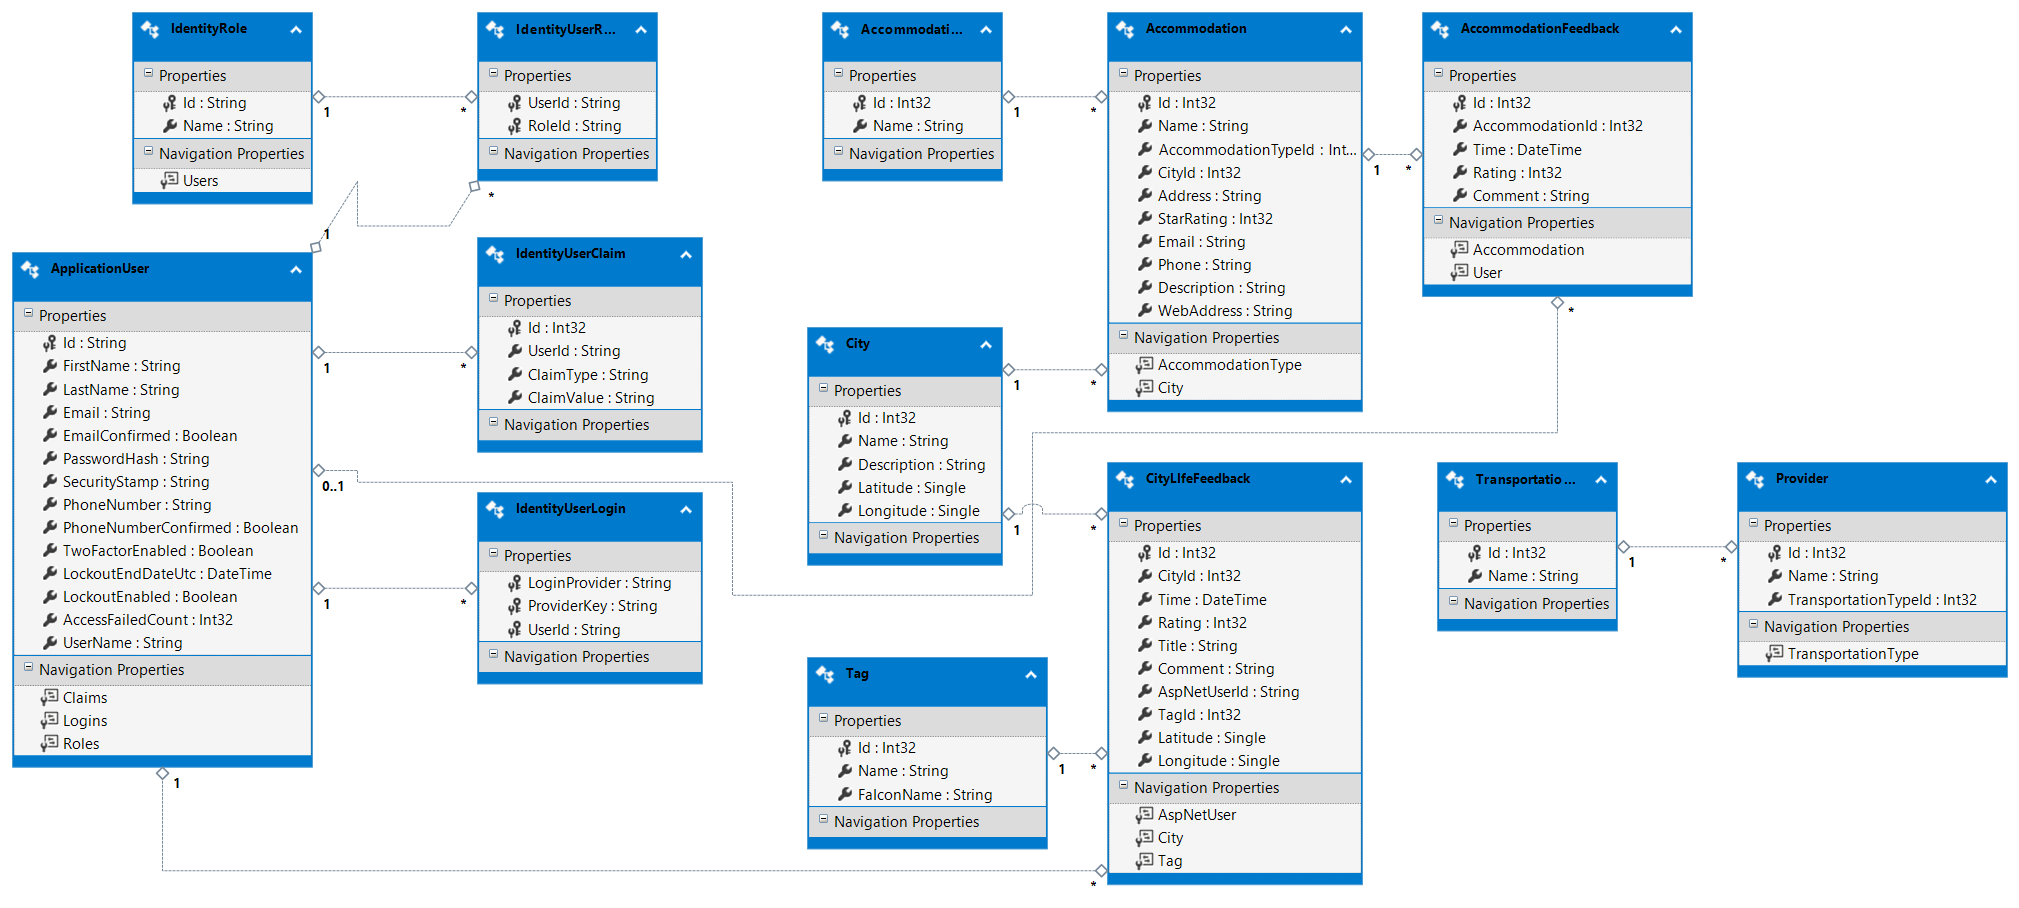 IdentityRole
Properties
Id : String
Name : String
Navigation Properties
Users
1
*
IdentityUserR...
Properties
UserId : String
RoleId : String
Navigation Properties
*
1
ApplicationUser
Properties
Id : String
FirstName : String
LastName : String
Email : String
EmailConfirmed : Boolean
PasswordHash : String
SecurityStamp : String
PhoneNumber : String
PhoneNumberConfirmed : Boolean
TwoFactorEnabled : Boolean
LockoutEndDateUtc : DateTime
LockoutEnabled : Boolean
AccessFailedCount : Int32
UserName : String
Navigation Properties
Claims
Logins
Roles
1
*
0..1
1
*
1
IdentityUserClaim
Properties
Id : Int32
UserId : String
ClaimType : String
ClaimValue : String
Navigation Properties
IdentityUserLogin
Properties
LoginProvider : String
ProviderKey : String
UserId : String
Navigation Properties
Accommodati...
Properties
Id : Int32
Name : String
Navigation Properties
1
*
Accommodation
Properties
Id : Int32
Name : String
AccommodationTypeId : Int...
CityId : Int32
Address : String
StarRating : Int32
Email : String
Phone : String
Description : String
WebAddress : String
Navigation Properties
AccommodationType
City
1
*
AccommodationFeedback
Properties
Id : Int32
AccommodationId : Int32
Time : DateTime
Rating : Int32
Comment : String
Navigation Properties
Accommodation
User
*
City
Properties
Id : Int32
Name : String
Description : String
Latitude : Single
Longitude : Single
Navigation Properties
1
*
1
*
CityLIfeFeedback
Properties
Id : Int32
CityId : Int32
Time : DateTime
Rating : Int32
Title : String
Comment : String
AspNetUserId : String
TagId : Int32
Latitude : Single
Longitude : Single
Navigation Properties
AspNetUser
City
Tag
Tag
Properties
Id : Int32
Name : String
FaIconName : String
Navigation Properties
1
*
*
Transportatio...
Properties
Id : Int32
Name : String
Navigation Properties
1
*
Provider
Properties
Id : Int32
Name : String
TransportationTypeId : Int32
Navigation Properties
TransportationType